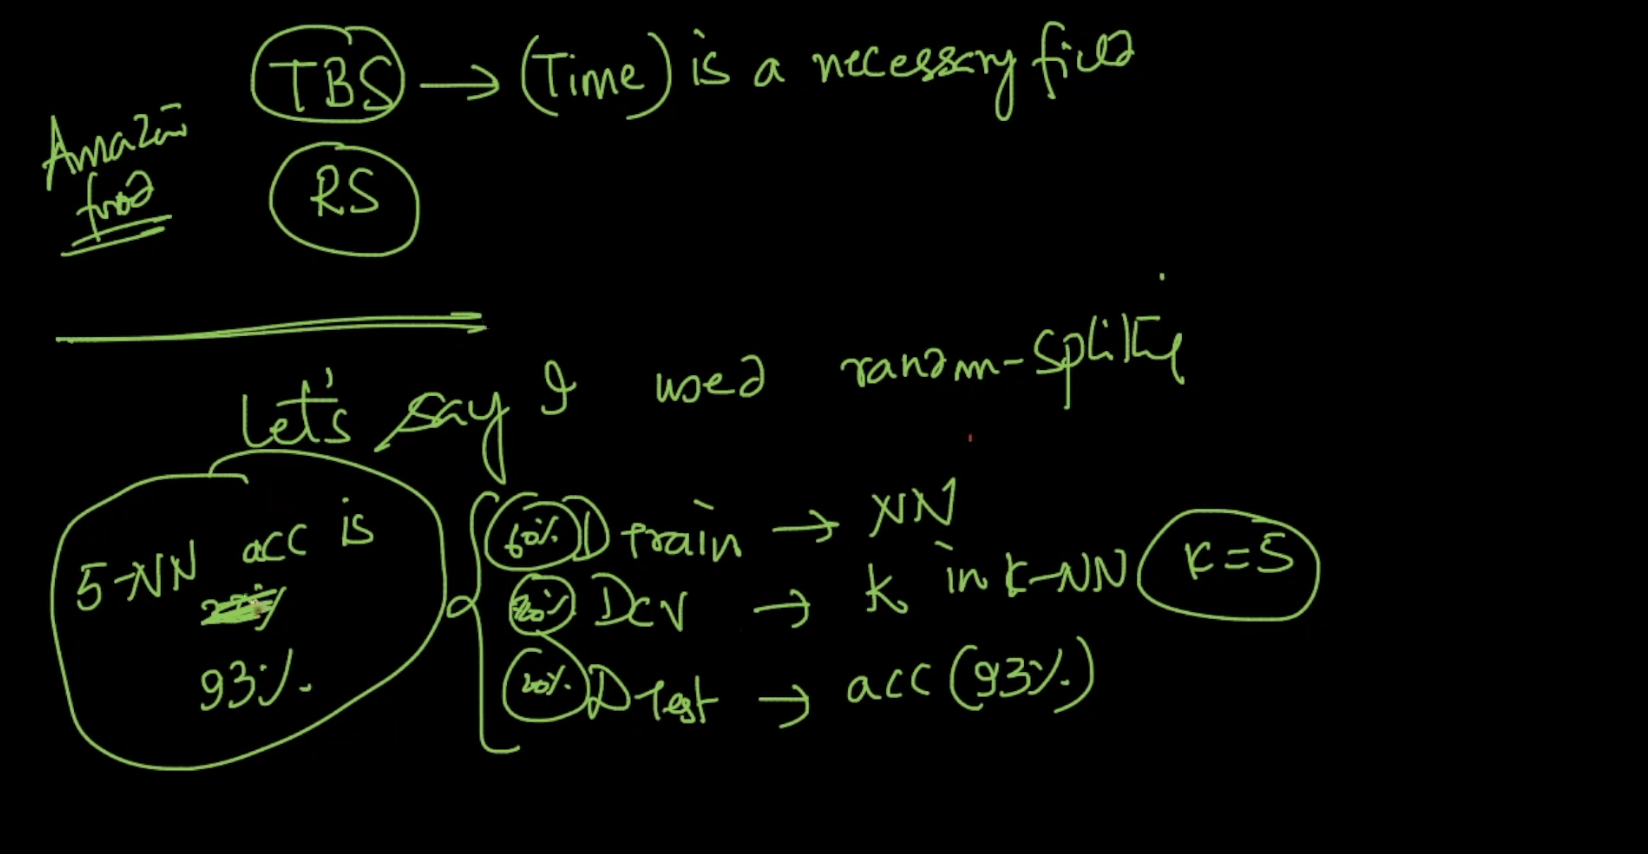 TBS → (Time) is a necessary field
Amazon
food
RS
Let's say I used random-splitting
5-NN acc is
93%.
60% D train → NN
20% DCV → K in K-NN K=5
20% D Test → acc (93%)